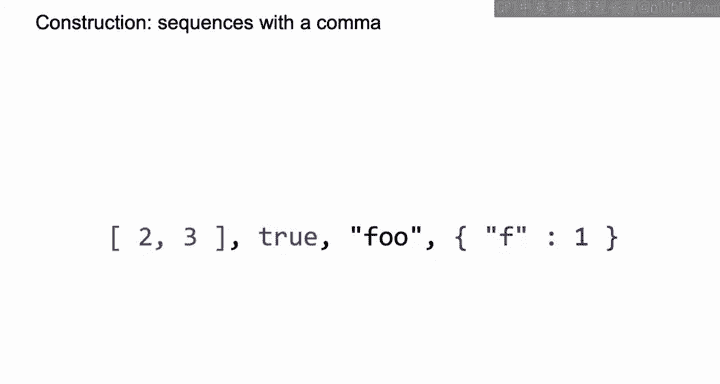 Construction: sequences with a comma
[ 2, 3 ], true, "foo", { "f" : 1 }